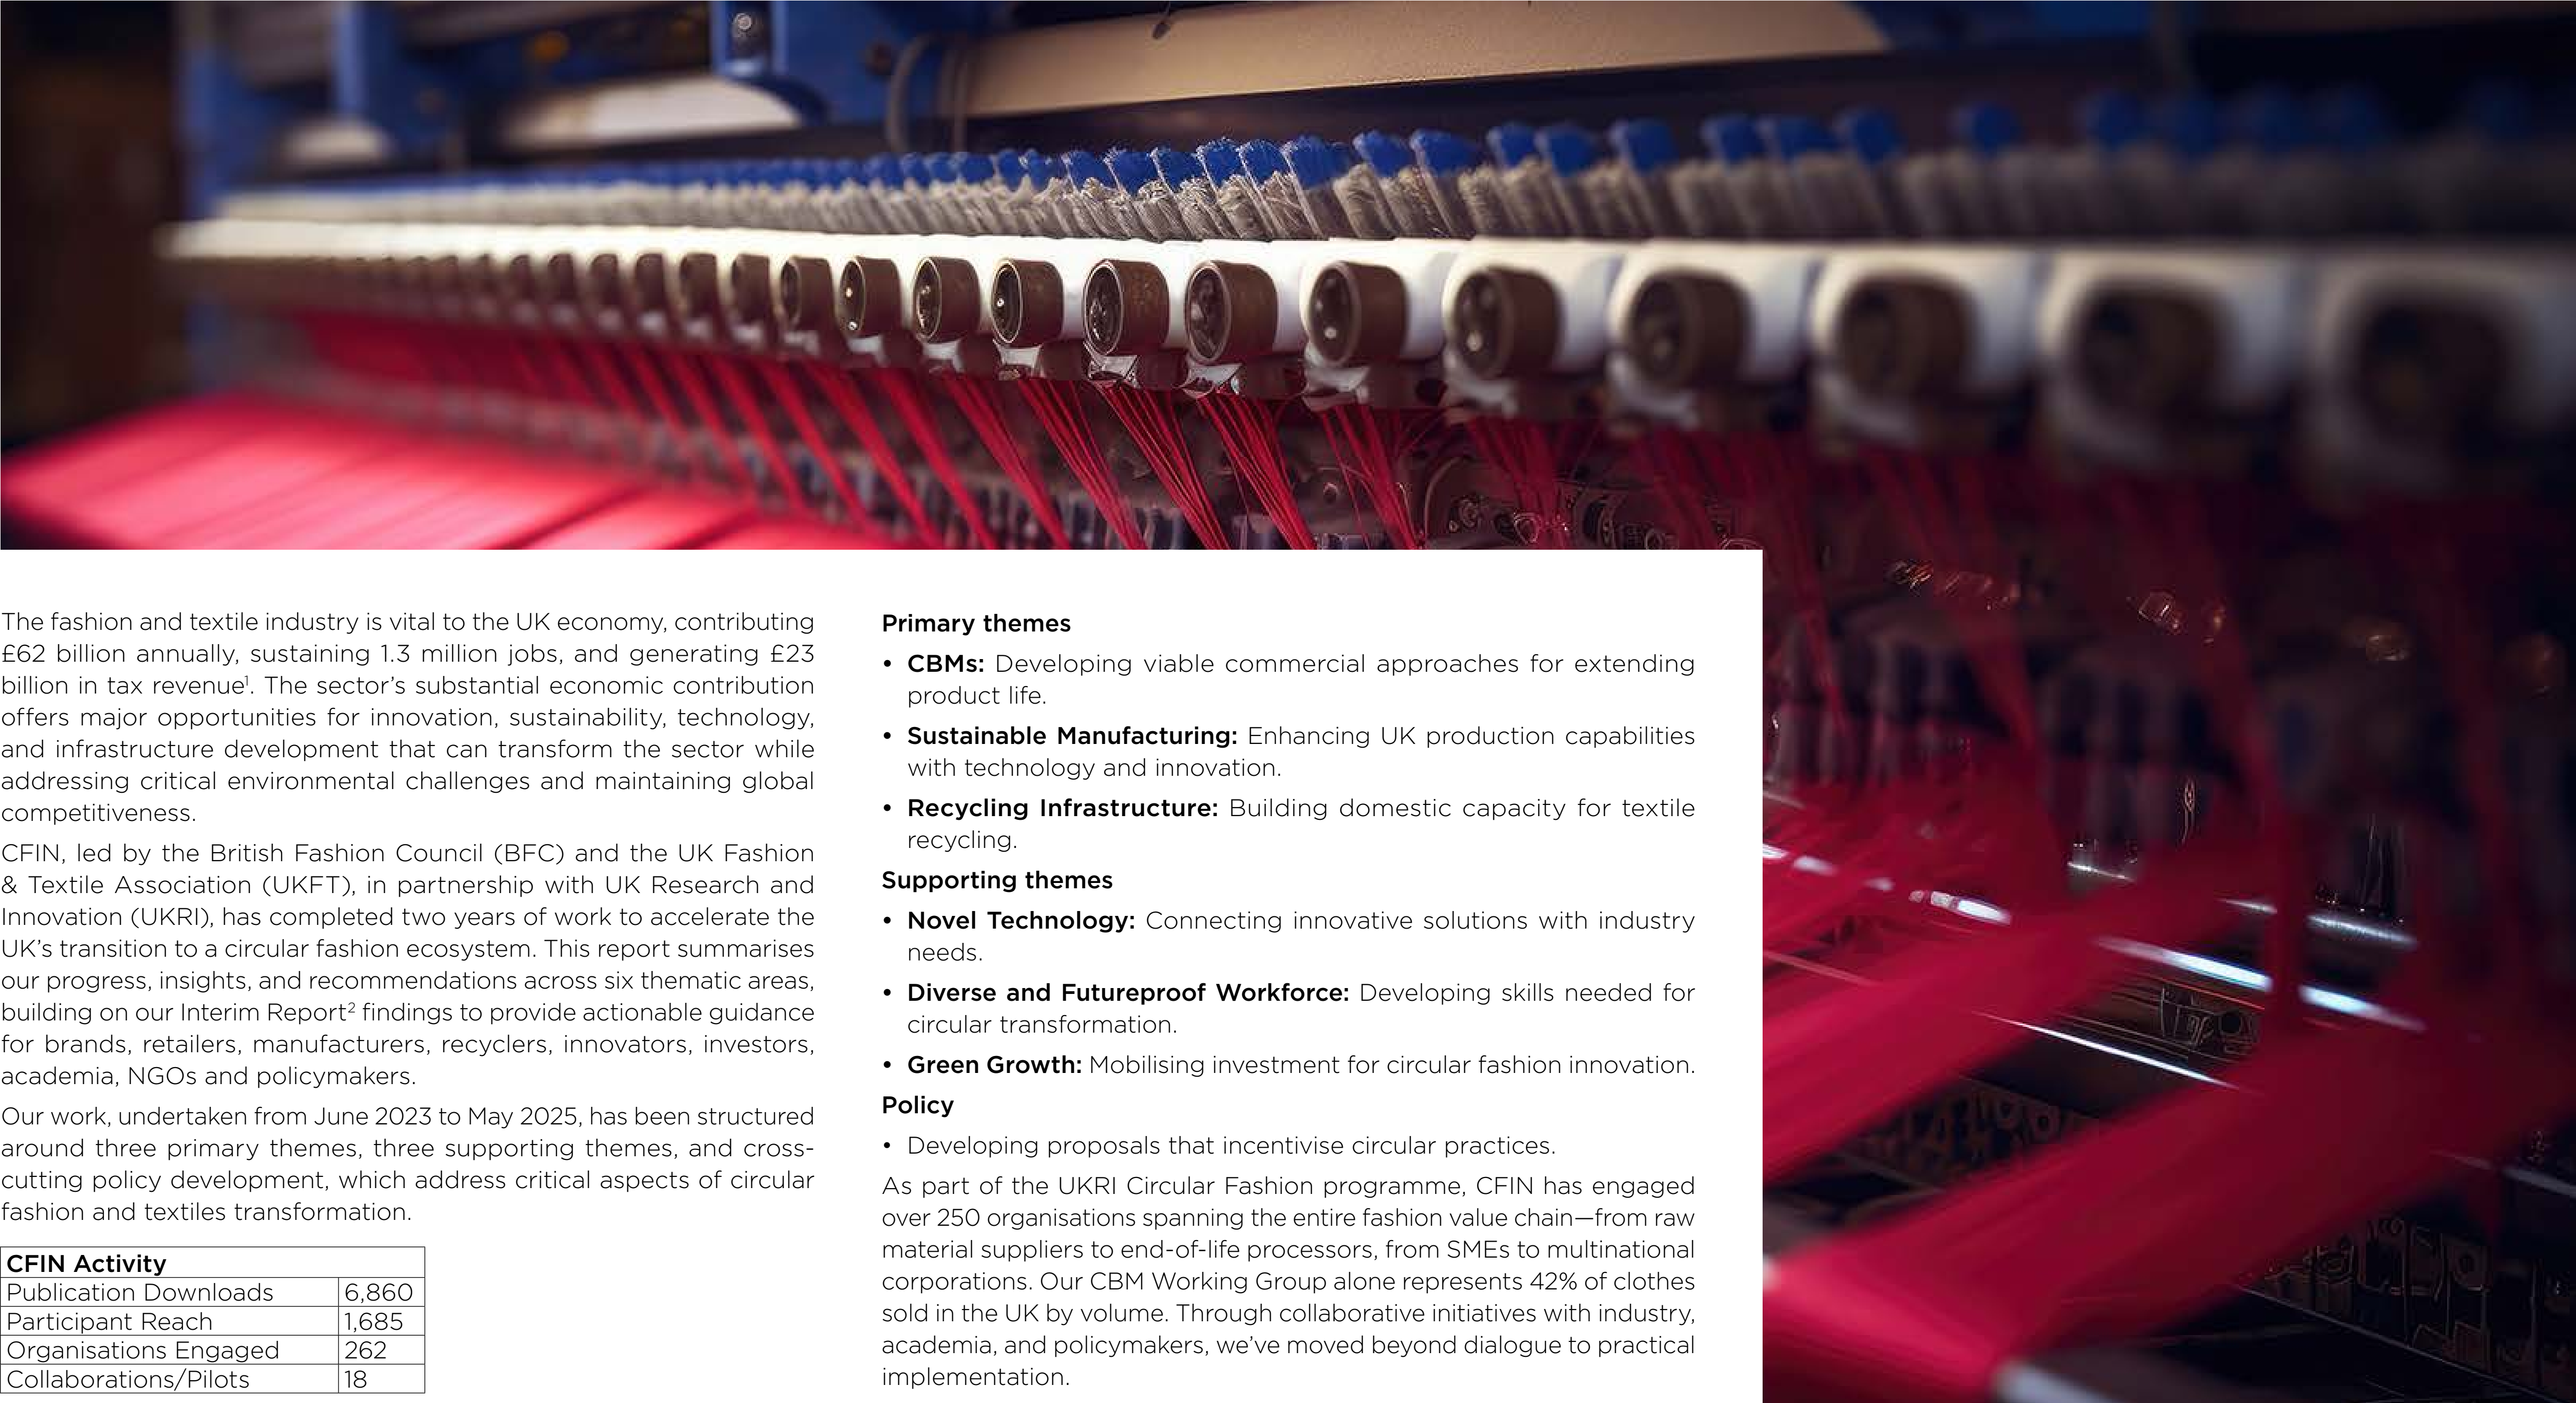 The fashion and textile industry is vital to the UK economy, contributing
£62 billion annually, sustaining 1.3 million jobs, and generating £23
billion in tax revenue¹. The sector’s substantial economic contribution
offers major opportunities for innovation, sustainability, technology,
and infrastructure development that can transform the sector while
addressing critical environmental challenges and maintaining global
competitiveness.
CFIN, led by the British Fashion Council (BFC) and the UK Fashion
& Textile Association (UKFT), in partnership with UK Research and
Innovation (UKRI), has completed two years of work to accelerate the
UK’s transition to a circular fashion ecosystem. This report summarises
our progress, insights, and recommendations across six thematic areas,
building on our Interim Report² findings to provide actionable guidance
for brands, retailers, manufacturers, recyclers, innovators, investors,
academia, NGOs and policymakers.
Our work, undertaken from June 2023 to May 2025, has been structured
around three primary themes, three supporting themes, and cross-
cutting policy development, which address critical aspects of circular
fashion and textiles transformation.
CFIN Activity
Publication Downloads 6,860
Participant Reach 1,685
Organisations Engaged 262
Collaborations/Pilots 18
Primary themes
• CBMs: Developing viable commercial approaches for extending
product life.
• Sustainable Manufacturing: Enhancing UK production capabilities
with technology and innovation.
• Recycling Infrastructure: Building domestic capacity for textile
recycling.
Supporting themes
• Novel Technology: Connecting innovative solutions with industry
needs.
• Diverse and Futureproof Workforce: Developing skills needed for
circular transformation.
• Green Growth: Mobilising investment for circular fashion innovation.
Policy
• Developing proposals that incentivise circular practices.
As part of the UKRI Circular Fashion programme, CFIN has engaged
over 250 organisations spanning the entire fashion value chain—from raw
material suppliers to end-of-life processors, from SMEs to multinational
corporations. Our CBM Working Group alone represents 42% of clothes
sold in the UK by volume. Through collaborative initiatives with industry,
academia, and policymakers, we’ve moved beyond dialogue to practical
implementation.